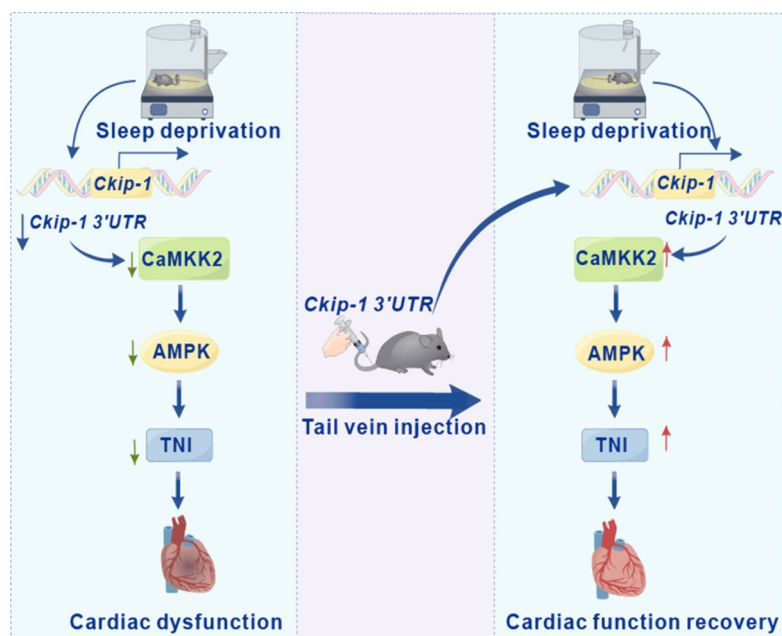 Sleep deprivation
Ckip-1
Ckip-1 3'UTR
CaMKK2
AMPK
TNI
Cardiac dysfunction
Ckip-1 3'UTR
Tail vein injection
Sleep deprivation
Ckip-1
Ckip-1 3'UTR
CaMKK2
AMPK
TNI
Cardiac function recovery